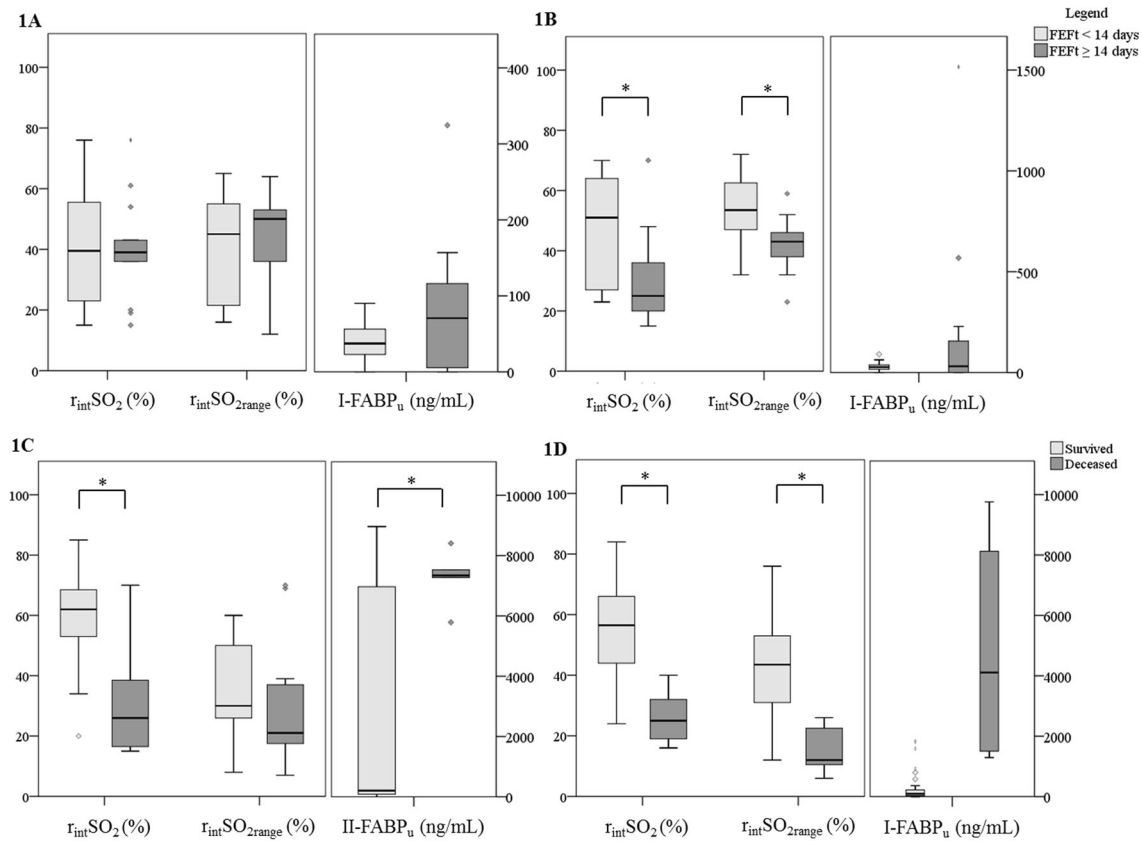 1A
1B
Legend
FEFt < 14 days
FEFt ≥ 14 days
100
80
60
40
20
0
400
300
200
100
0
rintSO2 (%)
rintSO2range (%)
I-FABPu (ng/mL)
*
*
100
80
60
40
20
0
1500
1000
500
0
rintSO2 (%)
rintSO2range (%)
I-FABPu (ng/mL)
1C
1D
Survived
Deceased
*
*
100
80
60
40
20
0
10000
8000
6000
4000
2000
0
rintSO2 (%)
rintSO2range (%)
II-FABPu (ng/mL)
*
*
100
80
60
40
20
0
10000
8000
6000
4000
2000
0
rintSO2 (%)
rintSO2range (%)
I-FABPu (ng/mL)